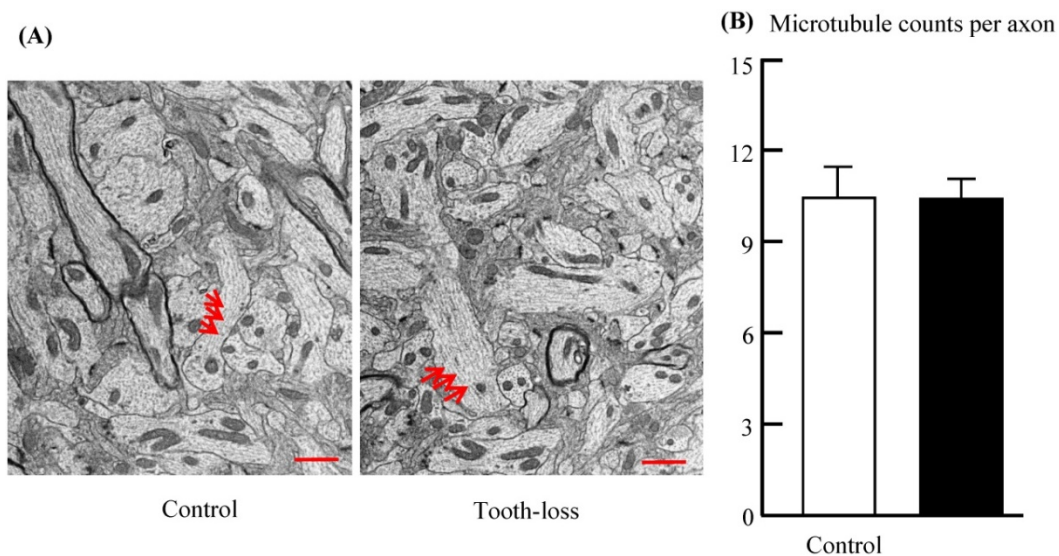 (A)
Control
Tooth-loss
(B) Microtubule counts per axon
15
12
9
6
3
0
Control